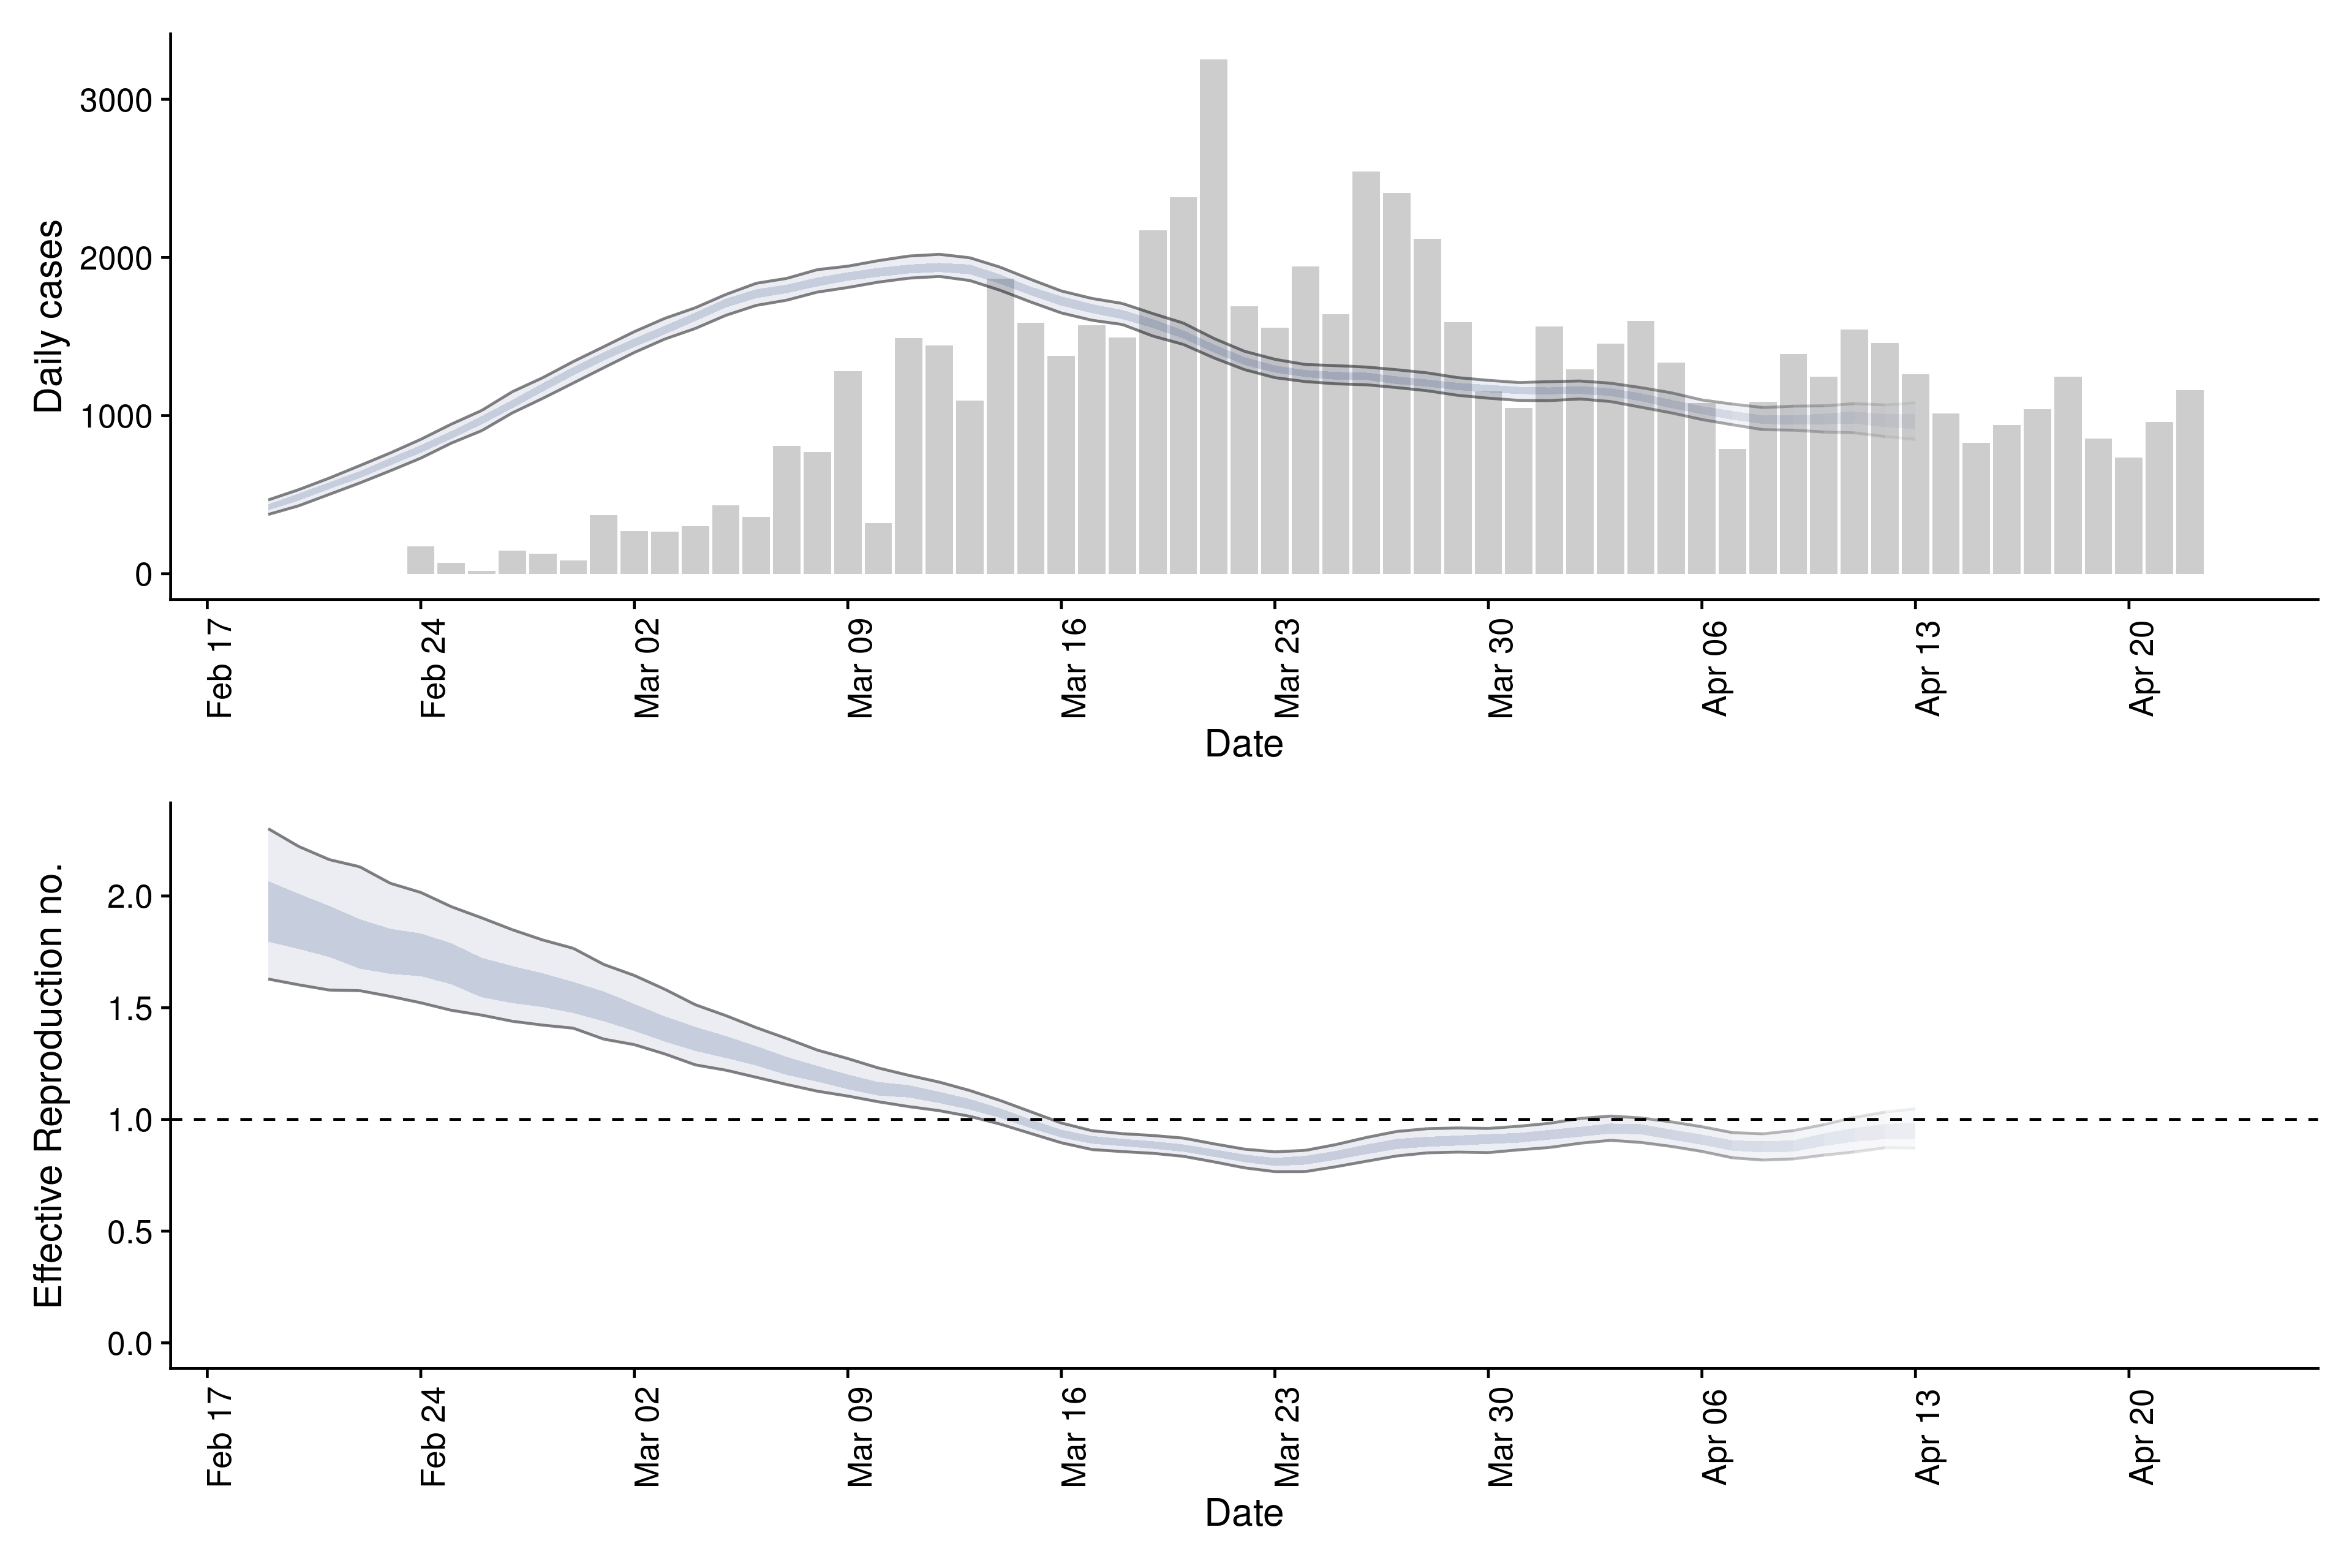 Daily cases
3000
2000
1000
0
Feb 17
Feb 24
Mar 02
Mar 09
Mar 16
Mar 23
Mar 30
Apr 06
Apr 13
Apr 20
Date
Effective Reproduction no.
2.0
1.5
1.0
0.5
0.0
Feb 17
Feb 24
Mar 02
Mar 09
Mar 16
Mar 23
Mar 30
Apr 06
Apr 13
Apr 20
Date